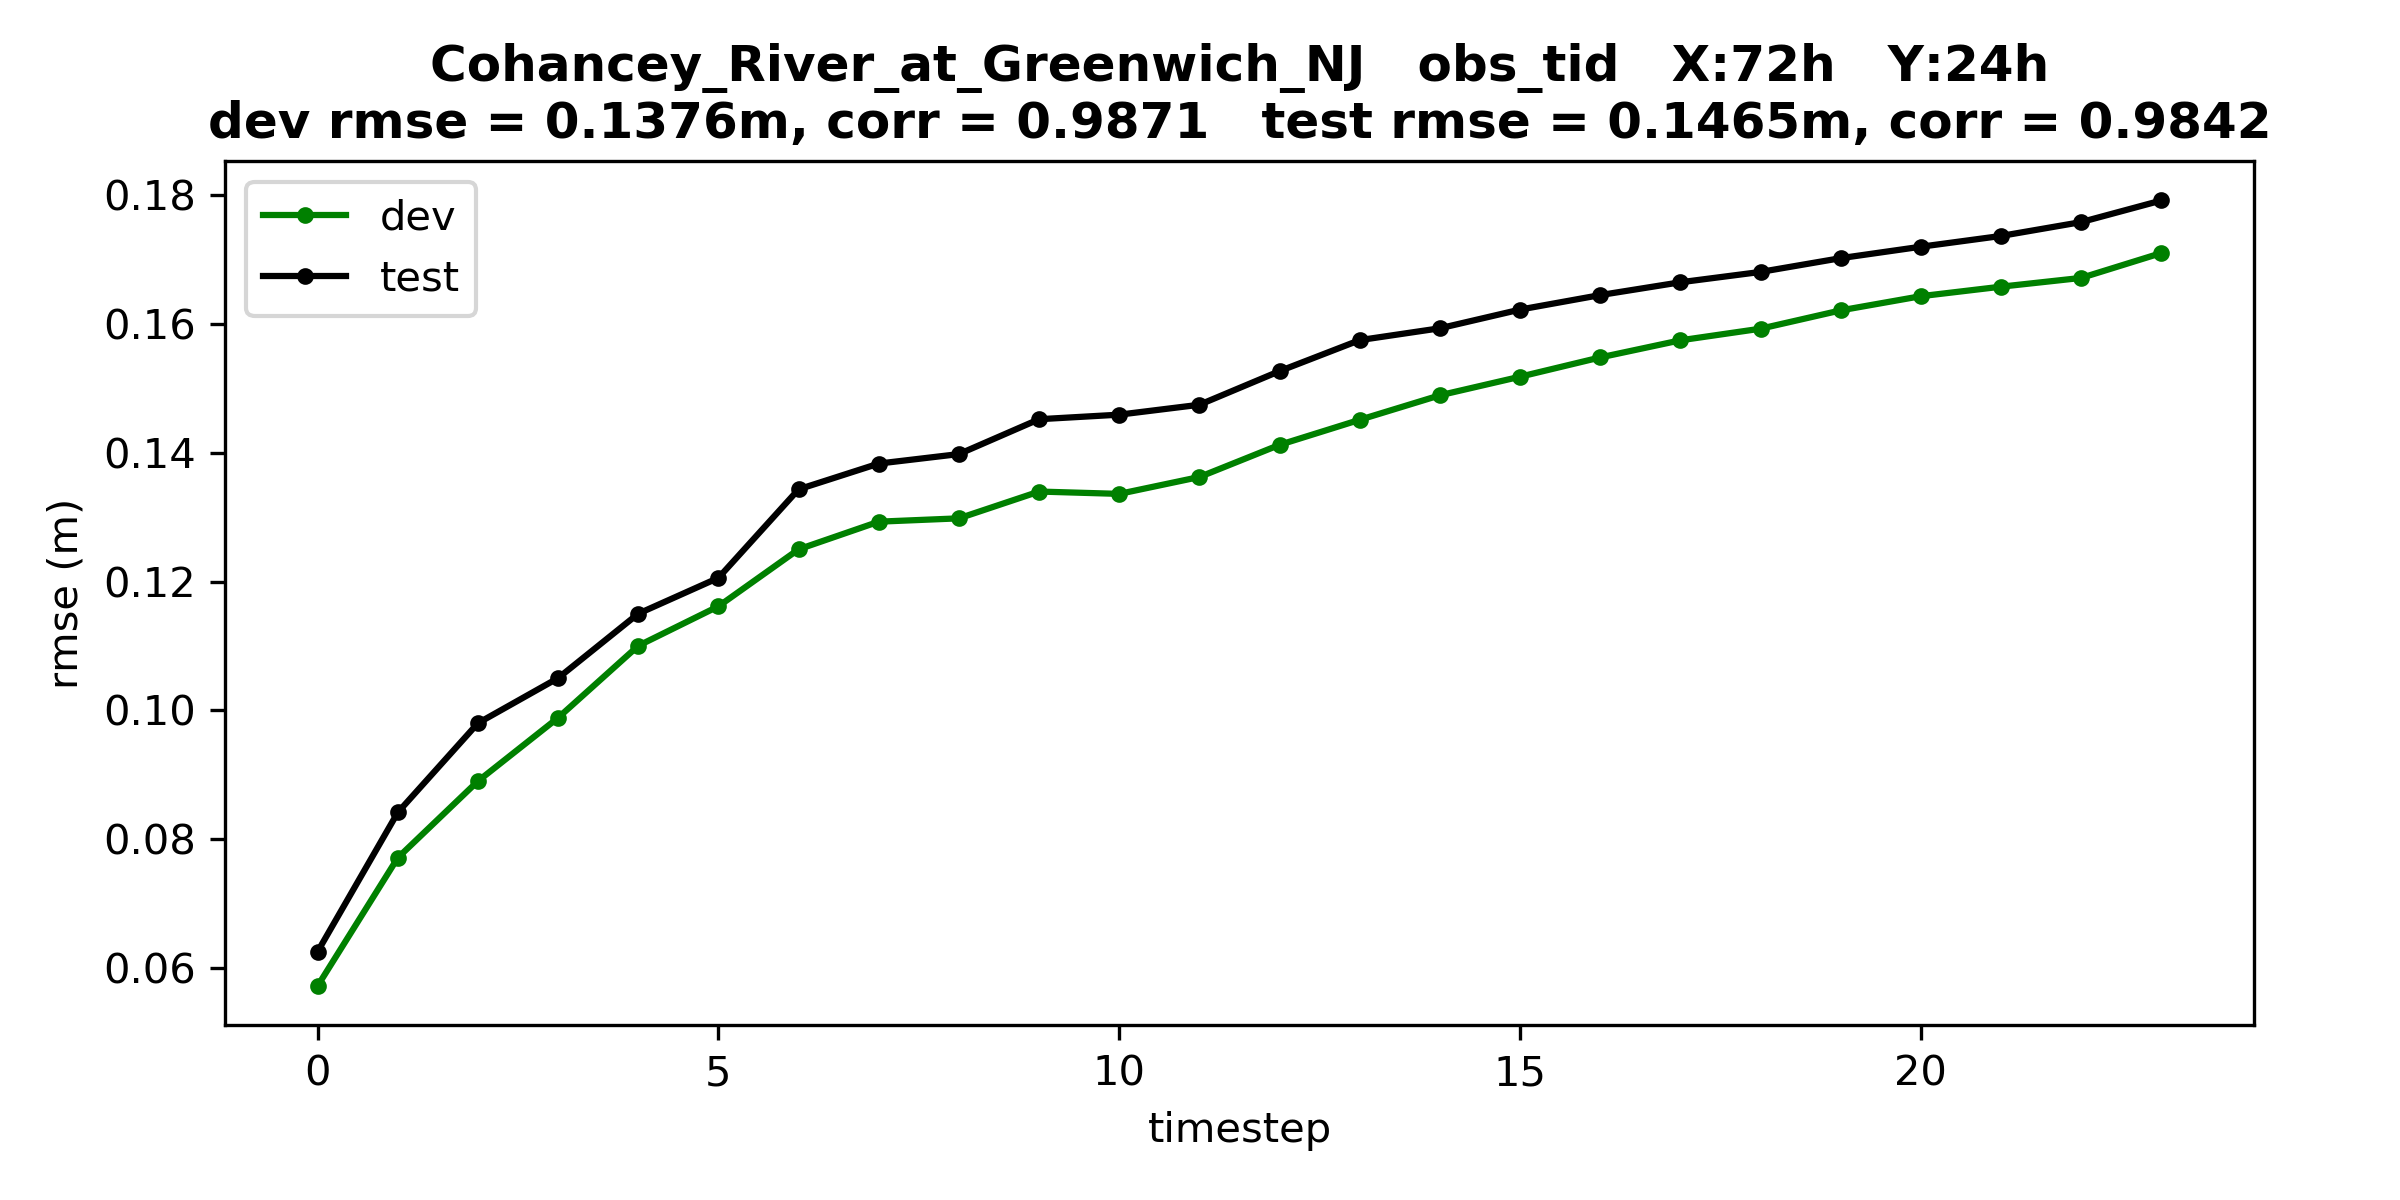 Cohancey_River_at_Greenwich_NJ obs_tid X:72h Y:24h
dev rmse = 0.1376m, corr = 0.9871 test rmse = 0.1465m, corr = 0.9842
dev
test
0.18
0.16
0.14
0.12
0.10
0.08
0.06
rmse (m)
0 5 10 15 20
timestep